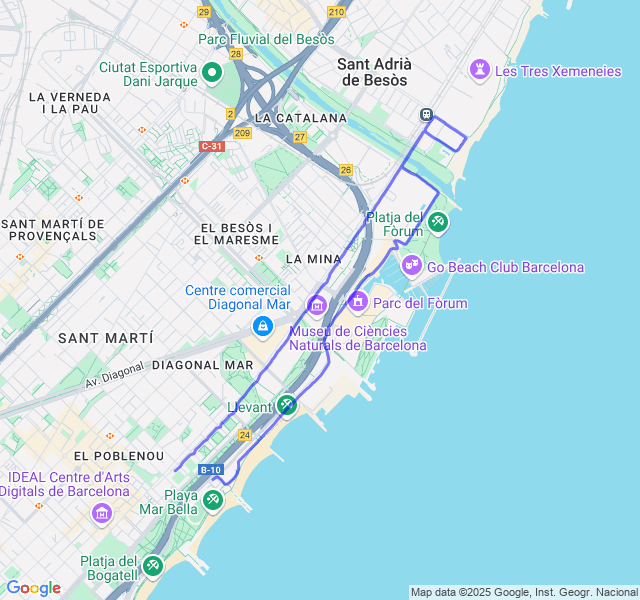 29
210
Parc Fluvial del Besòs
28
Sant Adrià
de Besòs
Ciutat Esportiva
Dani Jarque
Les Tres Xemeneies
LA VERNEDA
I LA PAU
2
LA CATALANA
209
27
C-31
26
SANT MARTÍ DE
PROVENÇALS
EL BESÒS I
EL MARESME
Platja del
Fòrum
LA MINA
Go Beach Club Barcelona
Centre comercial
Diagonal Mar
Parc del Fòrum
Museu de Ciències
Naturals de Barcelona
SANT MARTÍ
Av. Diagonal
DIAGONAL MAR
Llevant
24
EL POBLENOU
B-10
IDEAL Centre d'Arts
Digitals de Barcelona
Playa
Mar Bella
Platja del
Bogatell
Google
Map data ©2025 Google, Inst. Geogr. Nacional